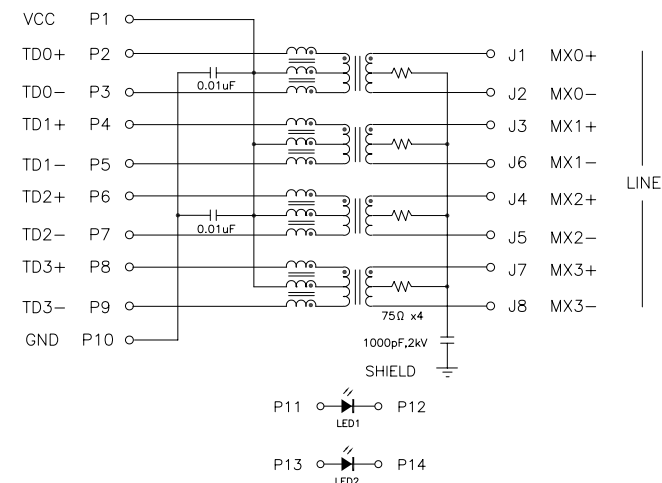 VCC P1
TD0+ P2 J1 MX0+
0.01uF
TD0- P3 J2 MX0-
TD1+ P4 J3 MX1+
TD1- P5 J6 MX1-
LINE
TD2+ P6 J4 MX2+
0.01uF
TD2- P7 J5 MX2-
TD3+ P8 J7 MX3+
TD3- P9 J8 MX3-
75Ω x4
GND P10
1000pF,2kV
SHIELD
P11 P12
LED1
P13 P14
LED2